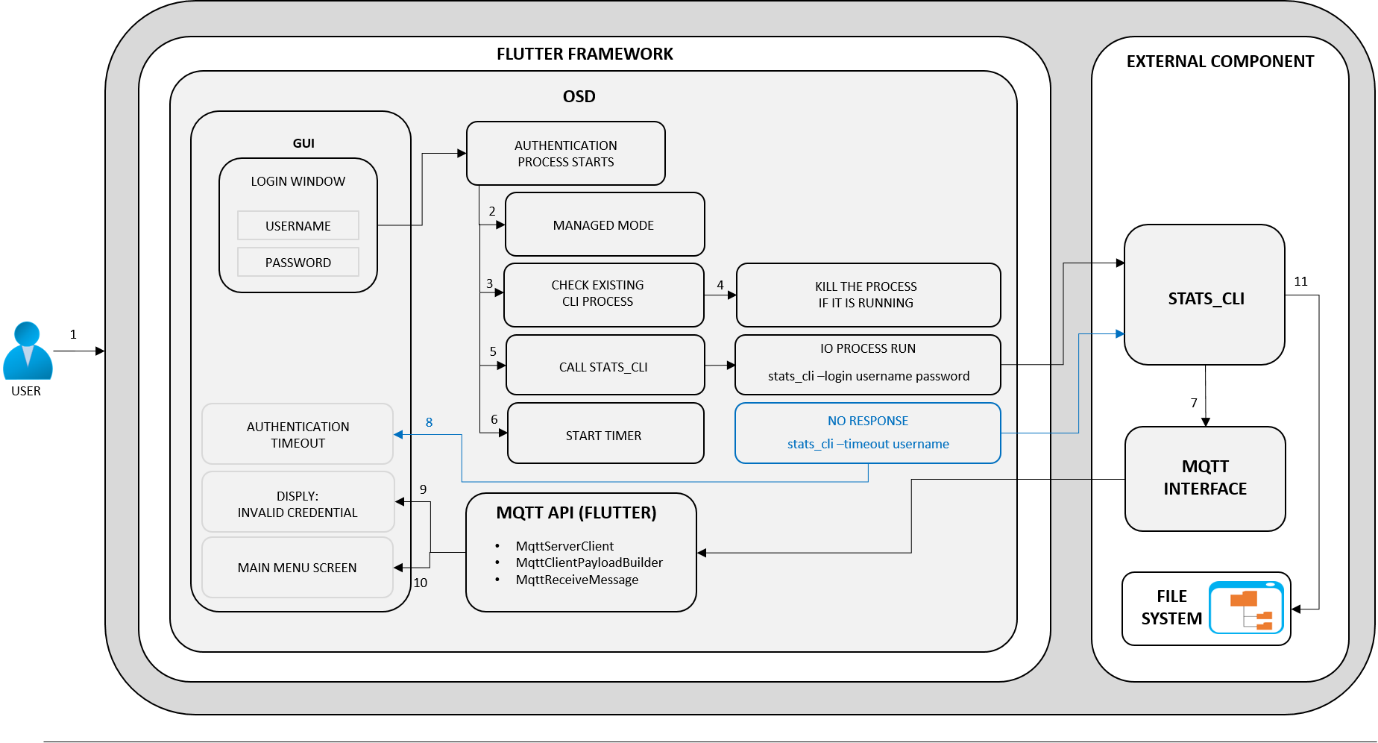 FLUTTER FRAMEWORK
EXTERNAL COMPONENT
OSD
GUI
LOGIN WINDOW
USERNAME
PASSWORD
AUTHENTICATION
PROCESS STARTS
2
MANAGED MODE
3
CHECK EXISTING
CLI PROCESS
4
KILL THE PROCESS
IF IT IS RUNNING
5
CALL STATS_CLI
IO PROCESS RUN
stats_cli –login username password
6
START TIMER
NO RESPONSE
stats_cli –timeout username
1
USER
8
AUTHENTICATION
TIMEOUT
9
DISPLY:
INVALID CREDENTIAL
10
MAIN MENU SCREEN
MQTT API (FLUTTER)
• MqttServerClient
• MqttClientPayloadBuilder
• MqttReceiveMessage
STATS_CLI
11
7
MQTT
INTERFACE
FILE
SYSTEM